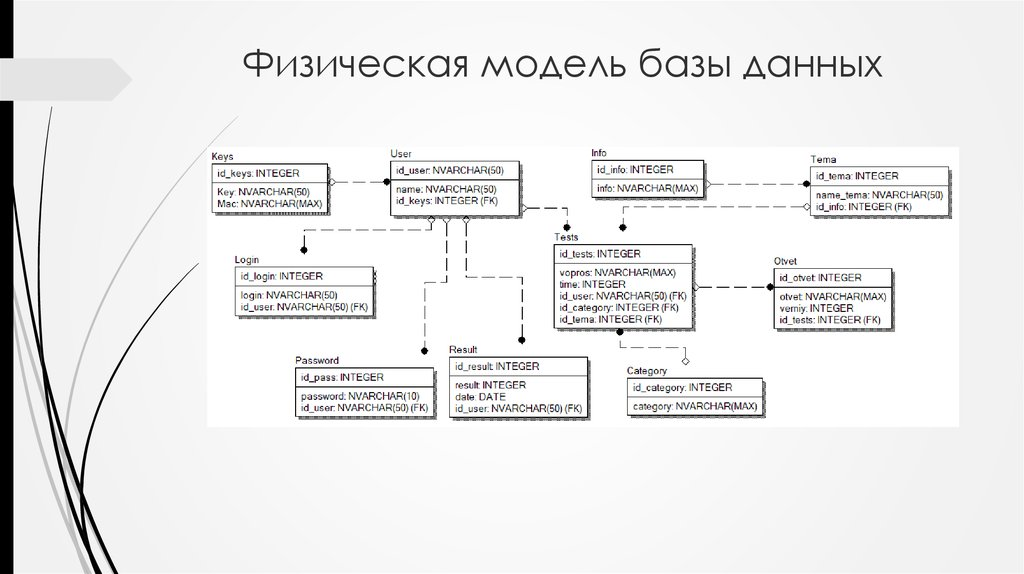 Физическая модель базы данных
Keys
id_keys: INTEGER
Key: NVARCHAR(50)
Mac: NVARCHAR(MAX)
User
id_user: NVARCHAR(50)
name: NVARCHAR(50)
id_keys: INTEGER (FK)
Info
id_info: INTEGER
info: NVARCHAR(MAX)
Tema
id_tema: INTEGER
name_tema: NVARCHAR(50)
id_info: INTEGER (FK)
Login
id_login: INTEGER
login: NVARCHAR(50)
id_user: NVARCHAR(50) (FK)
Tests
id_tests: INTEGER
vopros: NVARCHAR(MAX)
time: INTEGER
id_user: NVARCHAR(50) (FK)
id_category: INTEGER (FK)
id_tema: INTEGER (FK)
Otvet
id_otvet: INTEGER
otvet: NVARCHAR(MAX)
verniy: INTEGER
id_tests: INTEGER (FK)
Password
id_pass: INTEGER
password: NVARCHAR(10)
id_user: NVARCHAR(50) (FK)
Result
id_result: INTEGER
result: INTEGER
date: DATE
id_user: NVARCHAR(50) (FK)
Category
id_category: INTEGER
category: NVARCHAR(MAX)